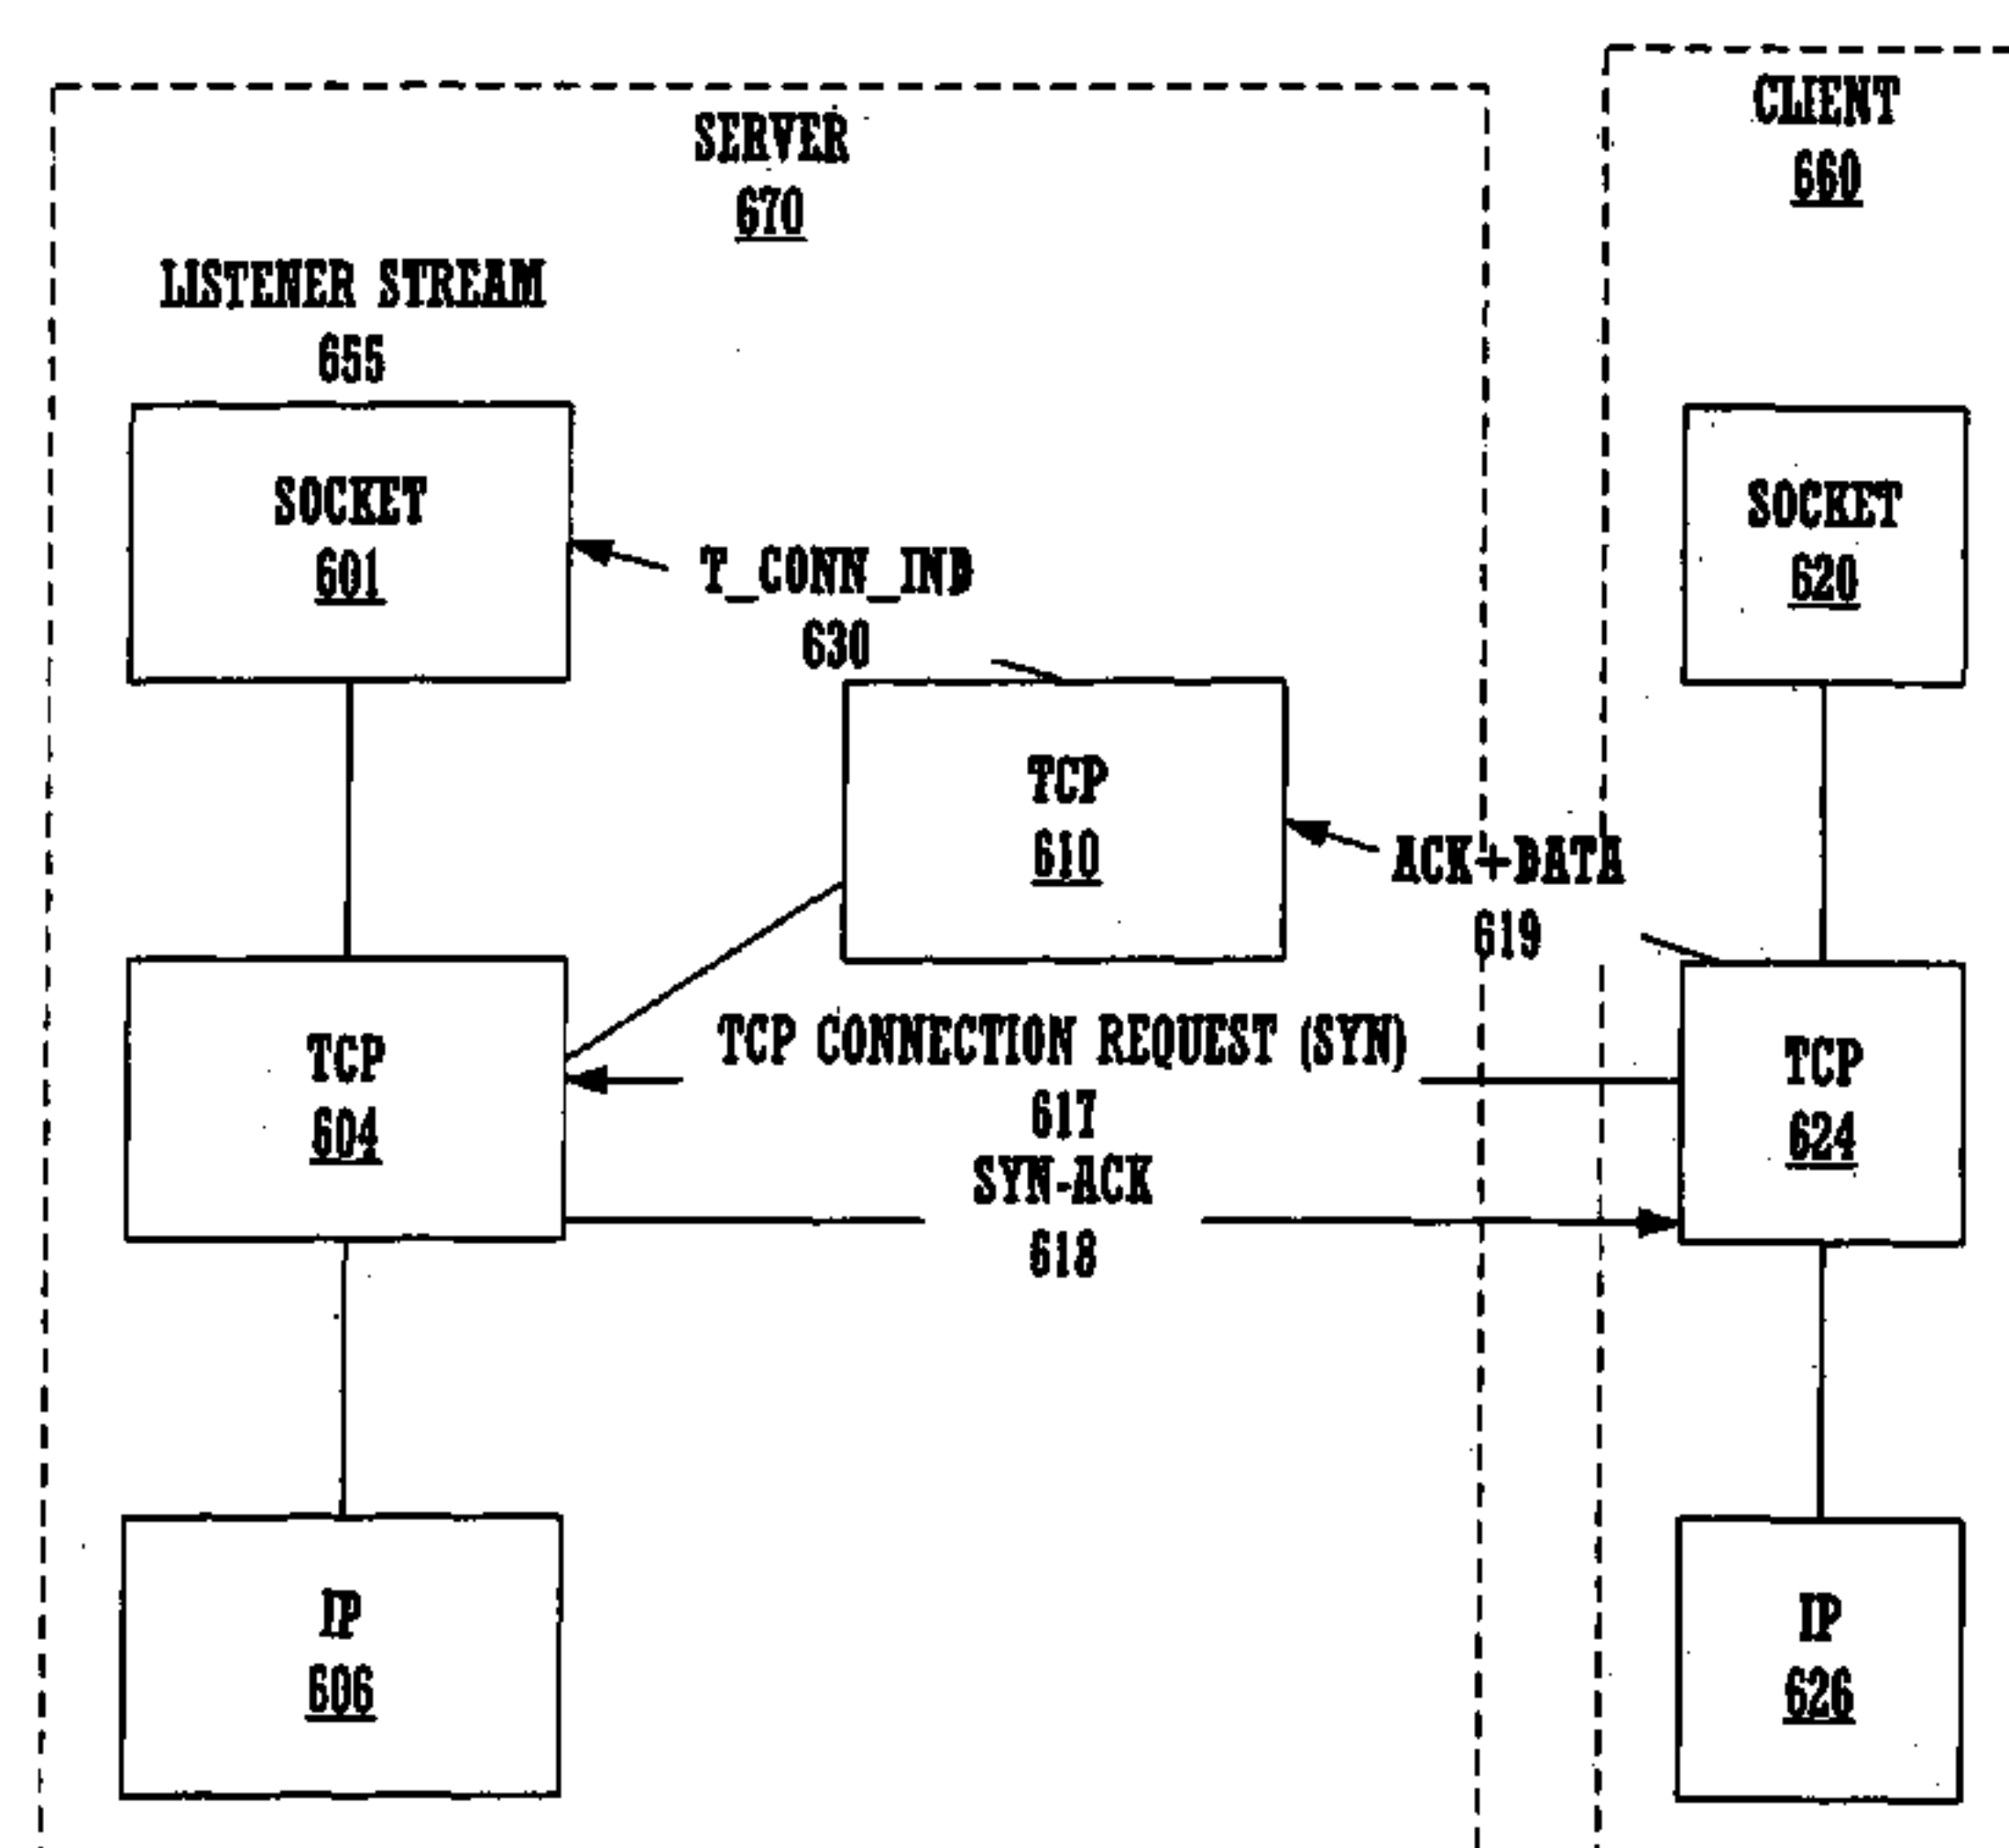 SERVER
670
CLIENT
660
LISTENER STREAM
655
SOCKET
601
SOCKET
620
T_CONN_IND
630
TCP
610
ACK+DATA
619
TCP
604
TCP CONNECTION REQUEST (SYN)
617
SYN-ACK
618
TCP
624
IP
606
IP
626